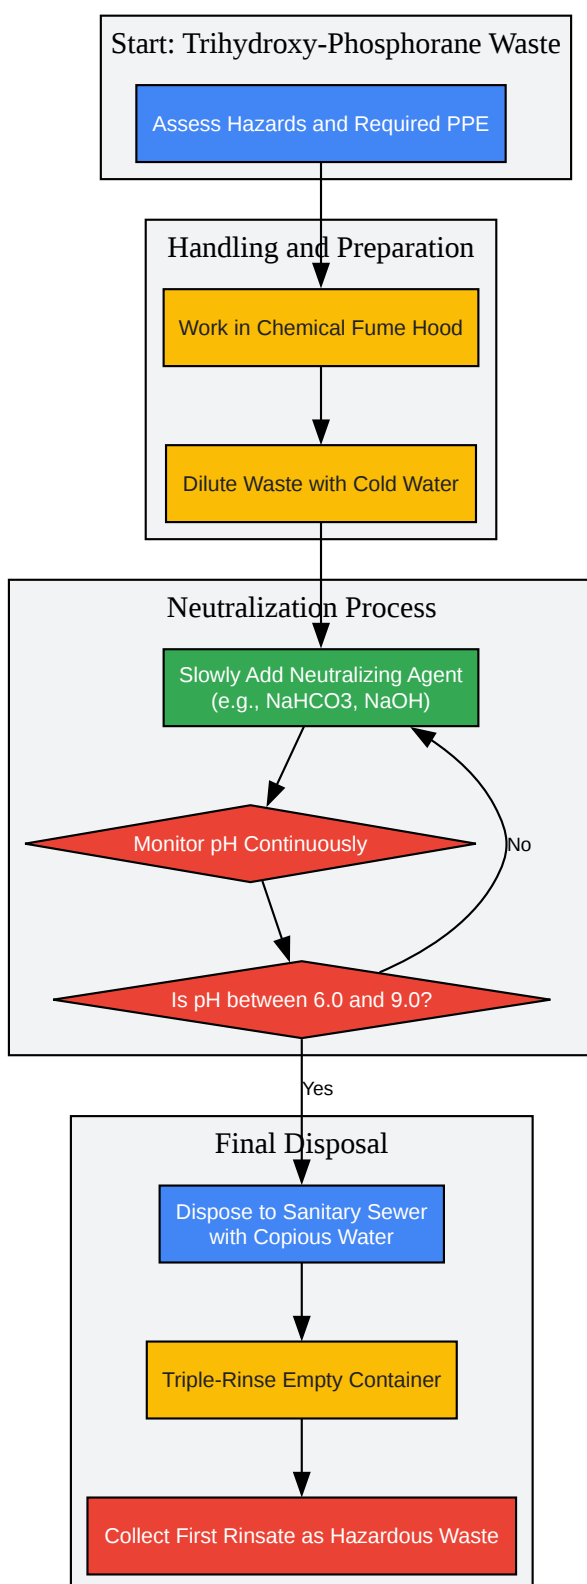 Start: Trihydroxy-Phosphorane Waste
Assess Hazards and Required PPE
Handling and Preparation
Work in Chemical Fume Hood
Dilute Waste with Cold Water
Neutralization Process
Slowly Add Neutralizing Agent
(e.g., NaHCO3, NaOH)
Monitor pH Continuously
No
Is pH between 6.0 and 9.0?
Yes
Final Disposal
Dispose to Sanitary Sewer
with Copious Water
Triple-Rinse Empty Container
Collect First Rinsate as Hazardous Waste